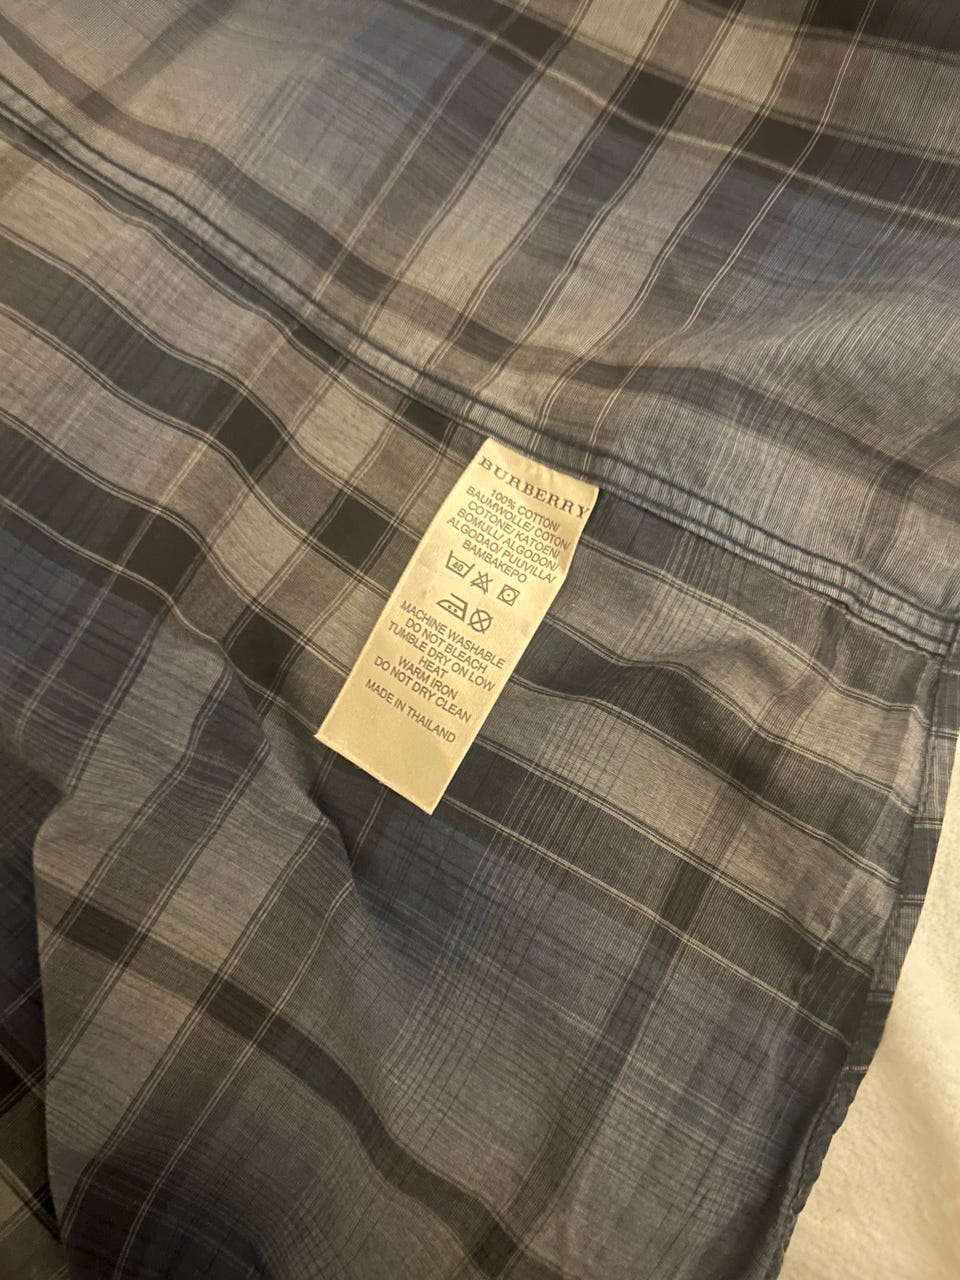 BURBERRY
100% COTTON/
BAUMWOLLE/ COTON/
COTONE/ KATOEN/
BOMULL/ ALGODON/
ALGODAO/ PUUVILLA/
BAMBAKEPO
40
MACHINE WASHABLE
DO NOT BLEACH
TUMBLE DRY ON LOW
HEAT
WARM IRON
DO NOT DRY CLEAN
MADE IN THAILAND